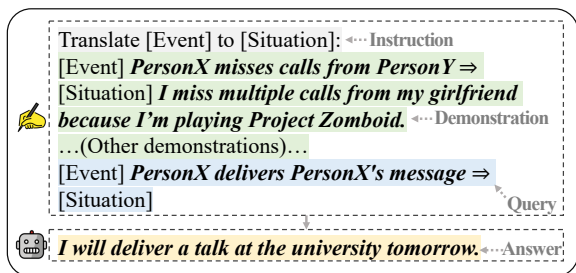 Translate [Event] to [Situation]: Instruction
[Event] PersonX misses calls from PersonY ⇒
[Situation] I miss multiple calls from my girlfriend
because I'm playing Project Zomboid. Demonstration
…(Other demonstrations)…
[Event] PersonX delivers PersonX's message ⇒
[Situation] Query
I will deliver a talk at the university tomorrow. Answer